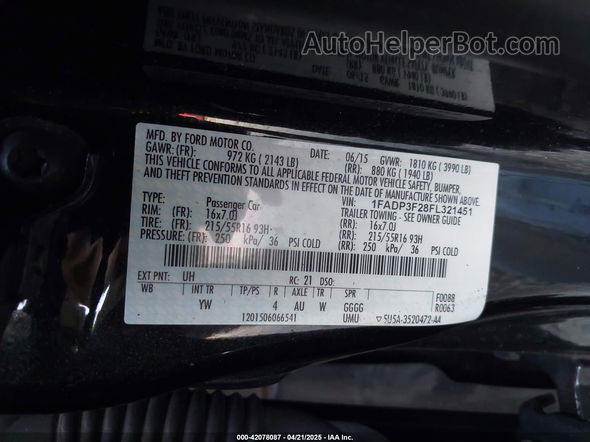 AutoHelperBot.com
MFD. BY FORD MOTOR CO.
DATE: 06/15 GVWR: 1810 KG ( 3990 LB)
GAWR:(FR): 972 KG ( 2143 LB) (RR): 880 KG ( 1940 LB)
THIS VEHICLE CONFORMS TO ALL APPLICABLE FEDERAL MOTOR VEHICLE SAFETY, BUMPER,
AND THEFT PREVENTION STANDARDS IN EFFECT ON THE DATE OF MANUFACTURE SHOWN ABOVE.
VIN: 1FADP3F28FL321451
TYPE: Passenger Car TRAILER TOWING - SEE OWNER GUIDE
RIM: (FR): 16x7.0J (RR): 16x7.0J
TIRE: (FR): 215/55R16 93H (RR): 215/55R16 93H
PRESSURE: (FR): 250 kPa/ 36 PSI COLD (RR): 250 kPa/ 36 PSI COLD
EXT PNT: UH RC: 21 DSO:
WB INT TR TP/PS R AXLE TR SPR F0088
YW 4 AU W GGGG R0063
1201506066541 UMU 5U5A-3520472-AA
000-42078087 - 04/21/2025 - IAA Inc.